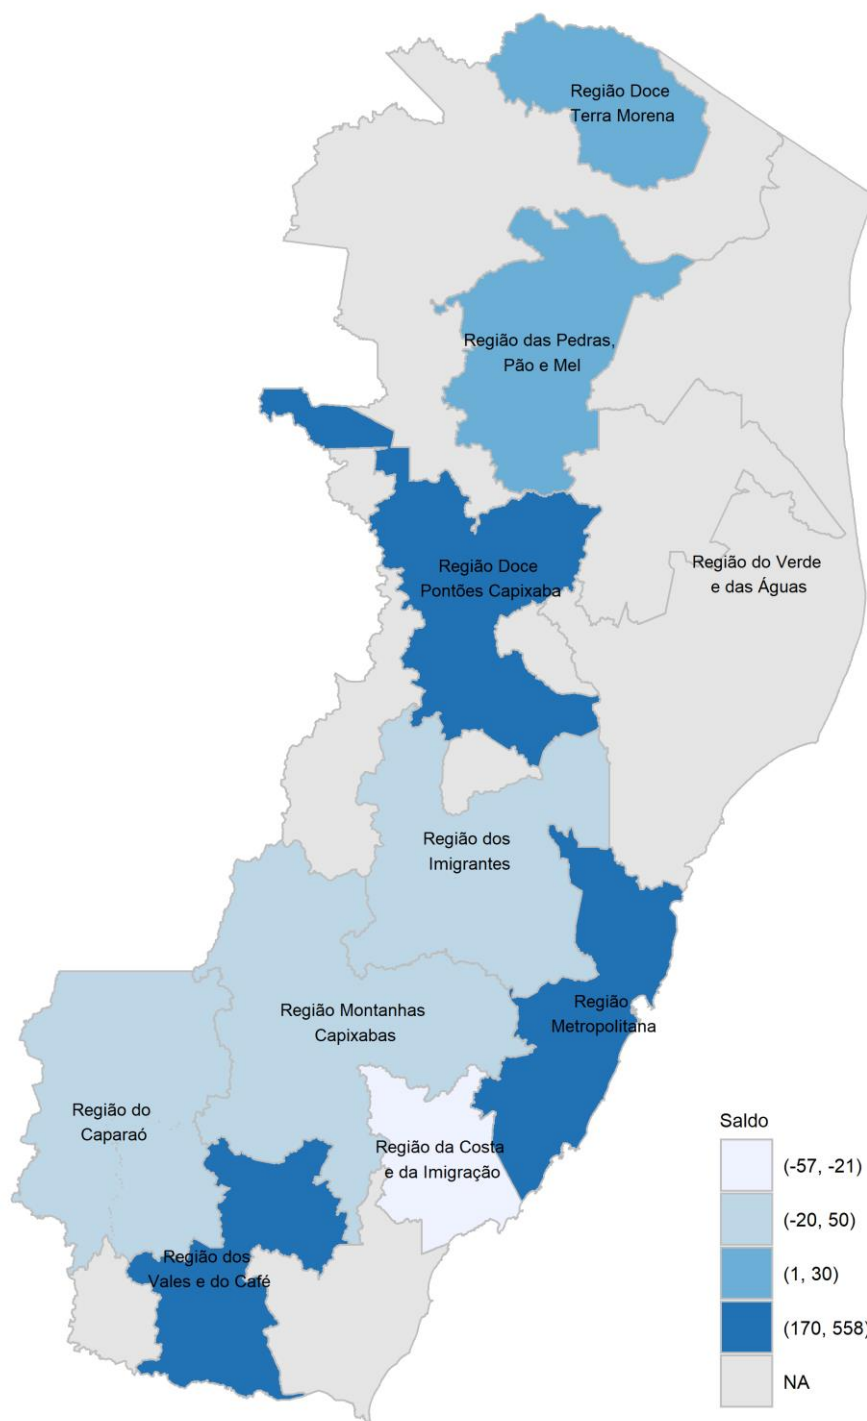 Região Doce
Terra Morena
Região das Pedras,
Pão e Mel
Região Doce
Pontões Capixaba
Região do Verde
e das Águas
Região dos
Imigrantes
Região
Metropolitana
Região Montanhas
Capixabas
Região do
Caparaó
Região da Costa
e da Imigração
Região dos
Vales e do Café
Saldo
(-57, -21)
(-20, 50)
(1, 30)
(170, 558)
NA